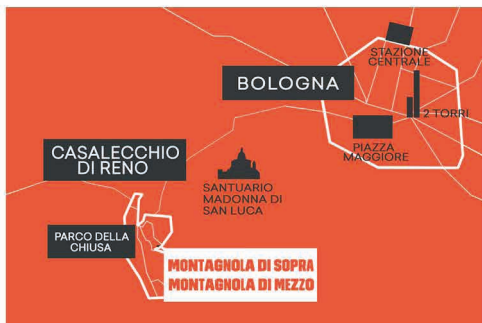 STAZIONE
CENTRALE
BOLOGNA
2 TORRI
PIAZZA
MAGGIORE
CASALECCHIO
DI RENO
SANTUARIO
MADONNA DI
SAN LUCA
PARCO DELLA
CHIUSA
MONTAGNOLA DI SOPRA
MONTAGNOLA DI MEZZO